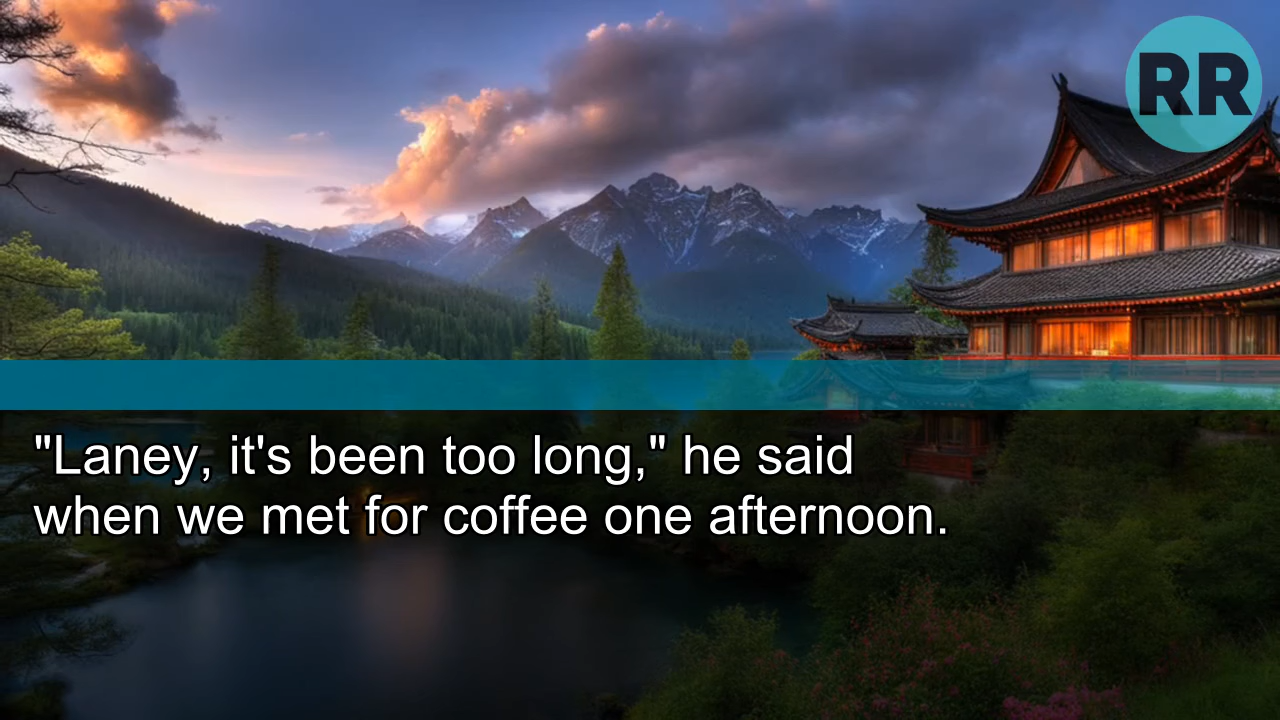 RR
"Laney, it's been too long," he said
when we met for coffee one afternoon.